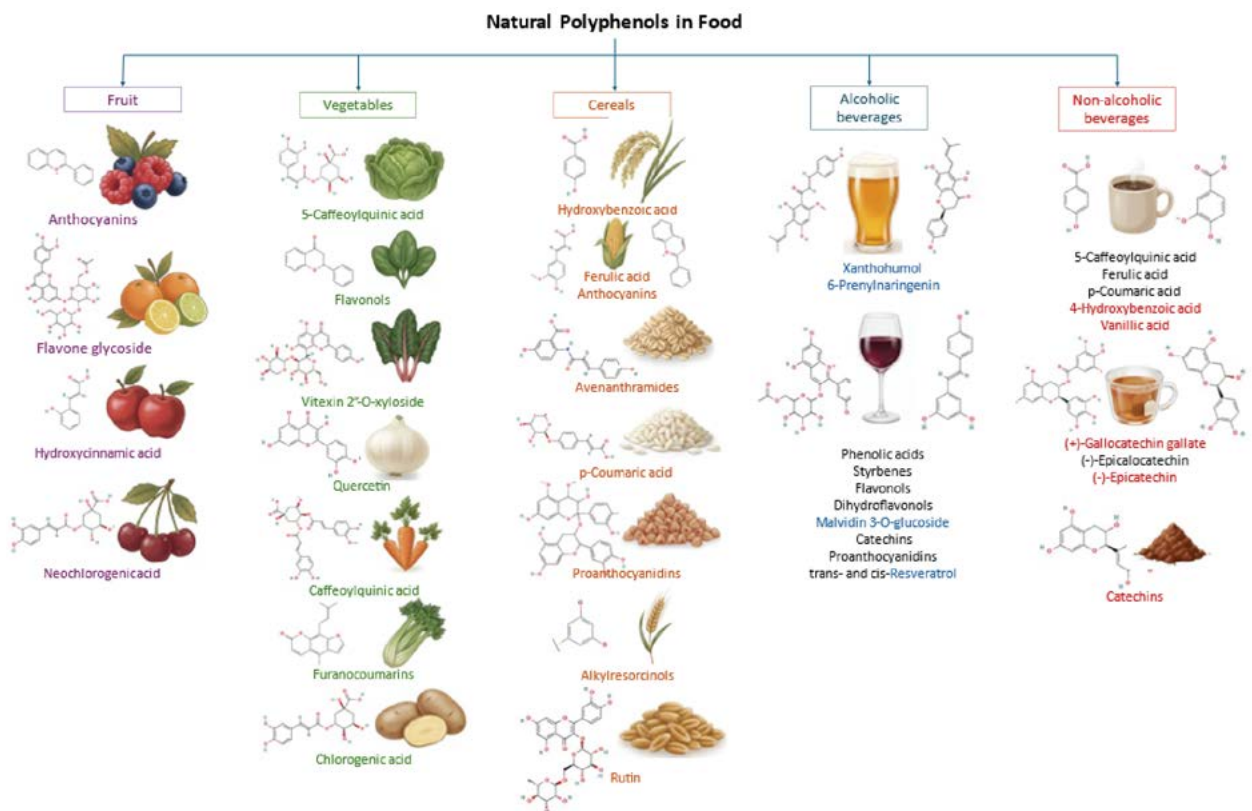 Natural Polyphenols in Food
Fruit
Anthocyanins
Flavone glycoside
Hydroxycinnamic acid
Neochlorogenicacid
Vegetables
5-Caffeoylquinic acid
Flavonols
Vitexin 2"-O-xyloside
Quercetin
Caffeoylquinic acid
Furanocoumarins
Chlorogenic acid
Cereals
Hydroxybenzoic acid
Ferulic acid
Anthocyanins
Avenanthramides
p-Coumaric acid
Proanthocyanidins
Alkylresorcinols
Rutin
Alcoholic
beverages
Xanthohumol
6-Prenylnaringenin
Phenolic acids
Styrbenes
Flavonols
Dihydroflavonols
Malvidin 3-O-glucoside
Catechins
Proanthocyanidins
trans- and cis-Resveratrol
Non-alcoholic
beverages
5-Caffeoylquinic acid
Ferulic acid
p-Coumaric acid
4-Hydroxybenzoic acid
Vanillic acid
(+)-Gallocatechin gallate
(-)-Epicalocatechin
(-)-Epicatechin
Catechins